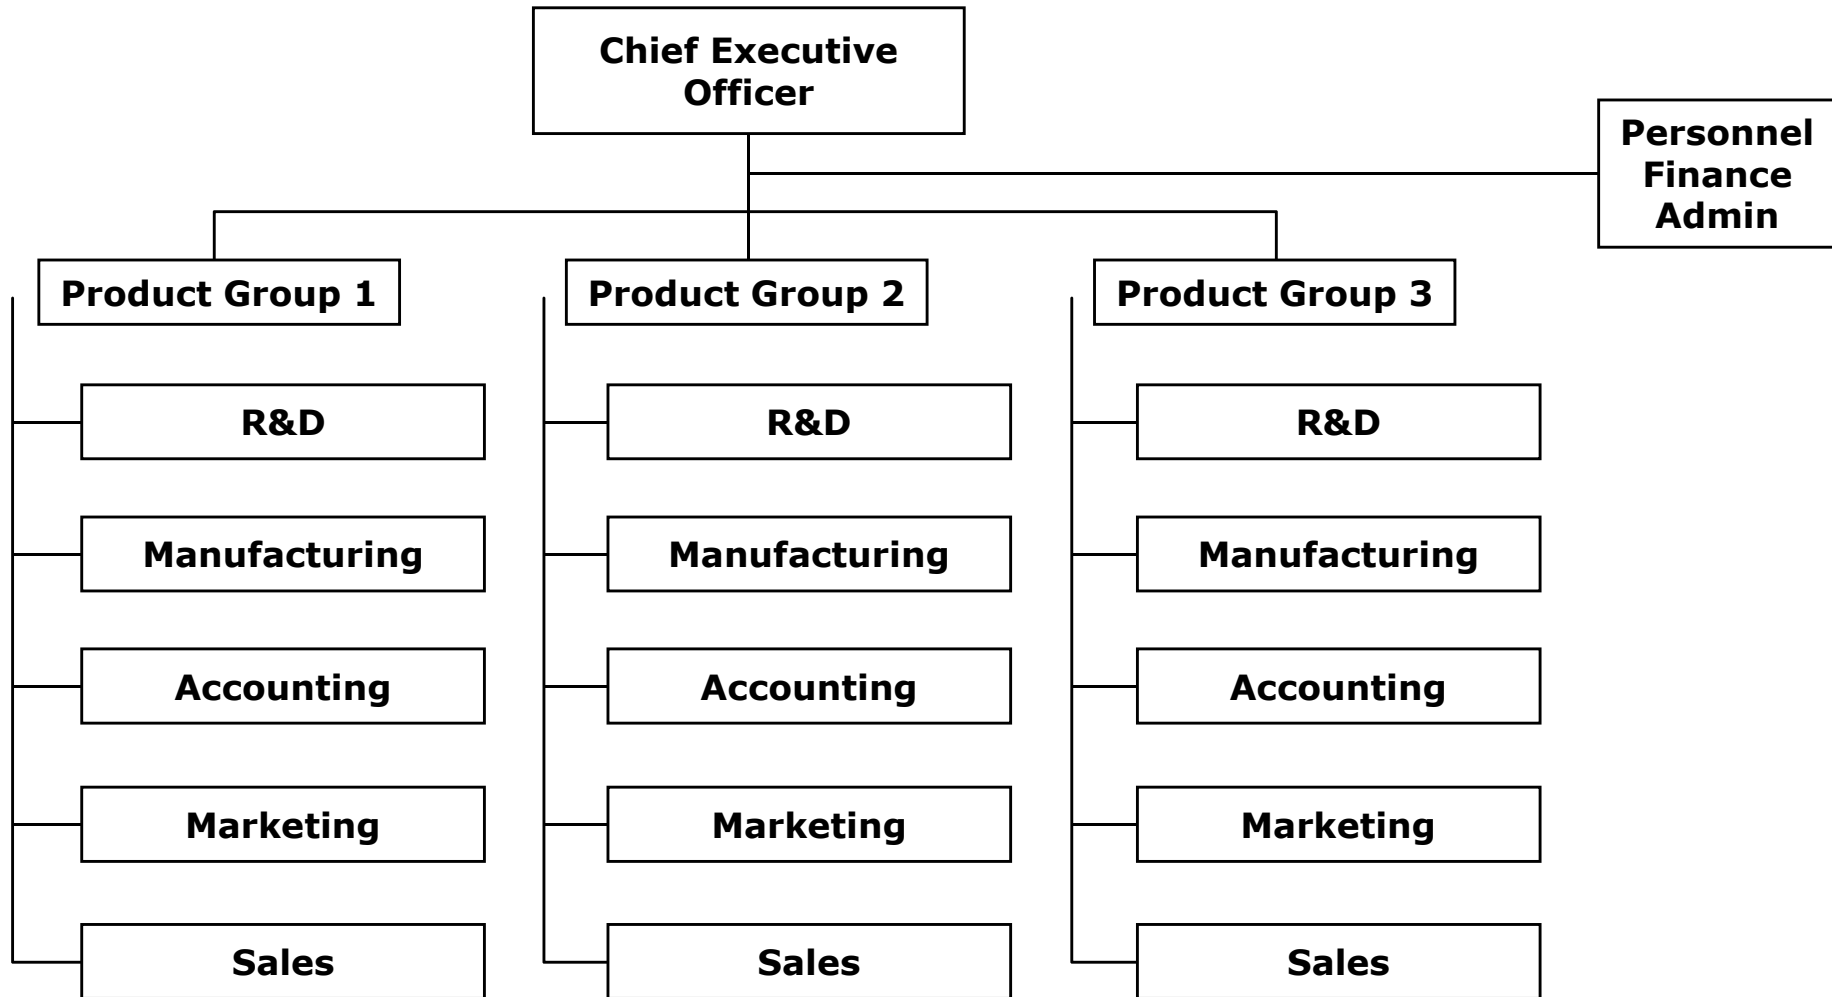 Chief Executive
Officer
Personnel
Finance
Admin
Product Group 1
Product Group 2
Product Group 3
R&D
R&D
R&D
Manufacturing
Manufacturing
Manufacturing
Accounting
Accounting
Accounting
Marketing
Marketing
Marketing
Sales
Sales
Sales